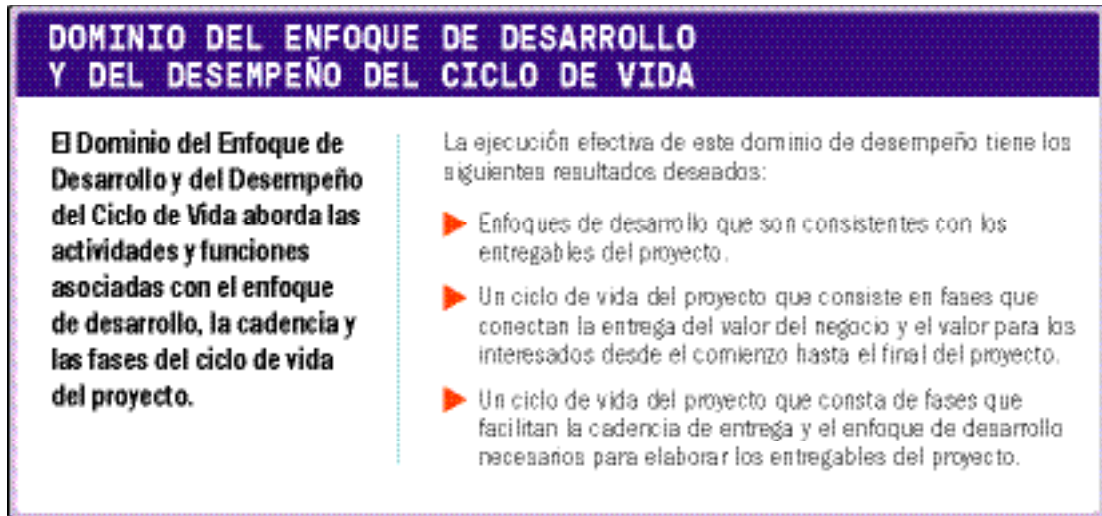 DOMINIO DEL ENFOQUE DE DESARROLLO
Y DEL DESEMPEÑO DEL CICLO DE VIDA
El Dominio del Enfoque de
Desarrollo y del Desempeño
del Ciclo de Vida aborda las
actividades y funciones
asociadas con el enfoque
de desarrollo, la cadencia y
las fases del ciclo de vida
del proyecto.
La ejecución efectiva de este dominio de desempeño tiene los
siguientes resultados deseados:
Enfoques de desarrollo que son consistentes con los
entregables del proyecto.
Un ciclo de vida del proyecto que consiste en fases que
conectan la entrega del valor del negocio y el valor para los
interesados desde el comienzo hasta el final del proyecto.
Un ciclo de vida del proyecto que consta de fases que
facilitan la cadencia de entrega y el enfoque de desarrollo
necesarios para elaborar los entregables del proyecto.